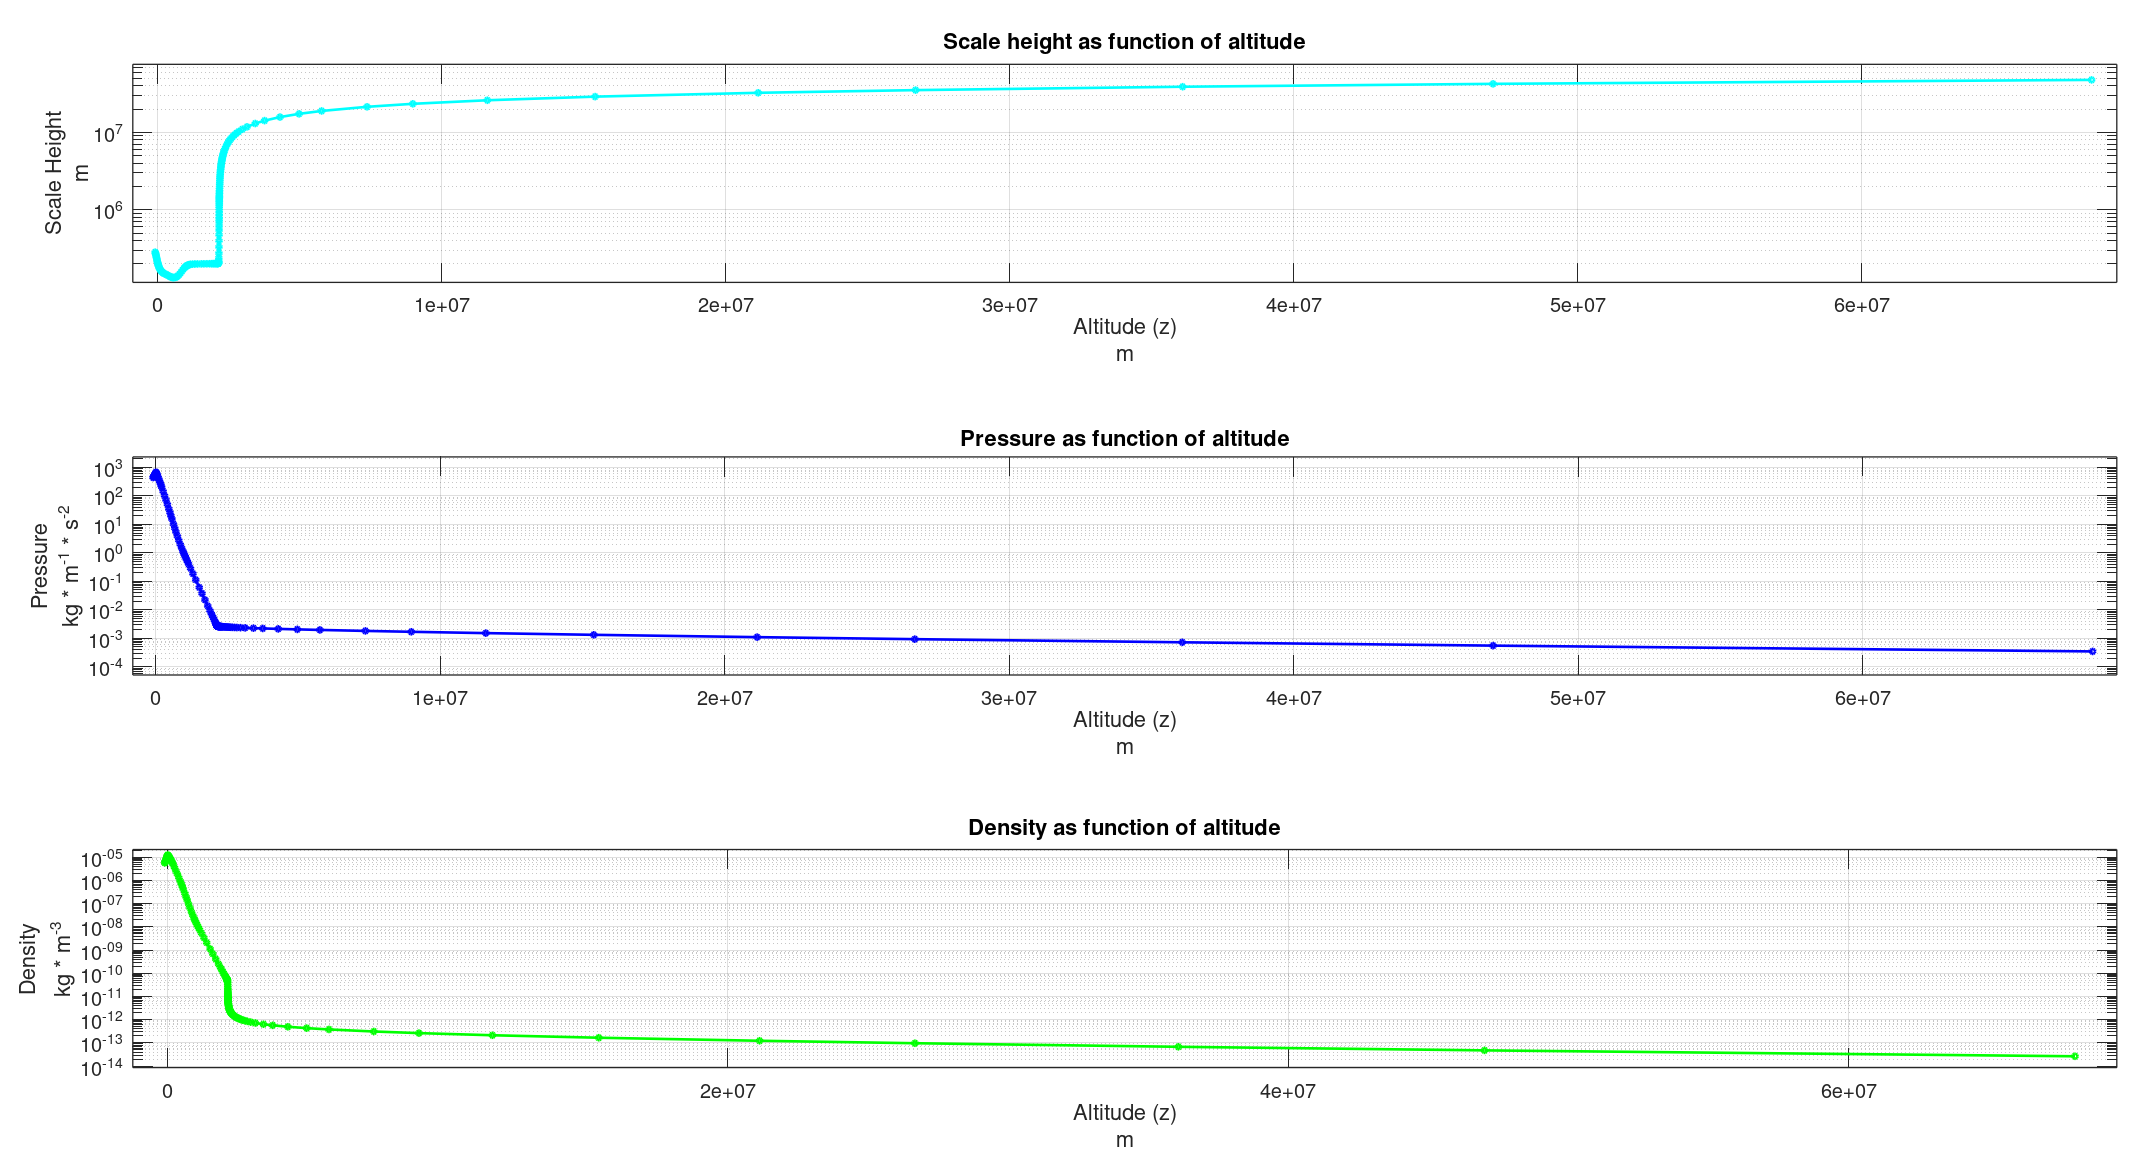 Scale height as function of altitude
Scale Height
m
10^7
10^6
0 1e+07 2e+07 3e+07 4e+07 5e+07 6e+07
Altitude (z)
m
Pressure as function of altitude
Pressure
kg * m^-1 * s^-2
10^3
10^2
10^1
10^0
10^-1
10^-2
10^-3
10^-4
0 1e+07 2e+07 3e+07 4e+07 5e+07 6e+07
Altitude (z)
m
Density as function of altitude
Density
kg * m^-3
10^-05
10^-06
10^-07
10^-08
10^-09
10^-10
10^-11
10^-12
10^-13
10^-14
0 2e+07 4e+07 6e+07
Altitude (z)
m